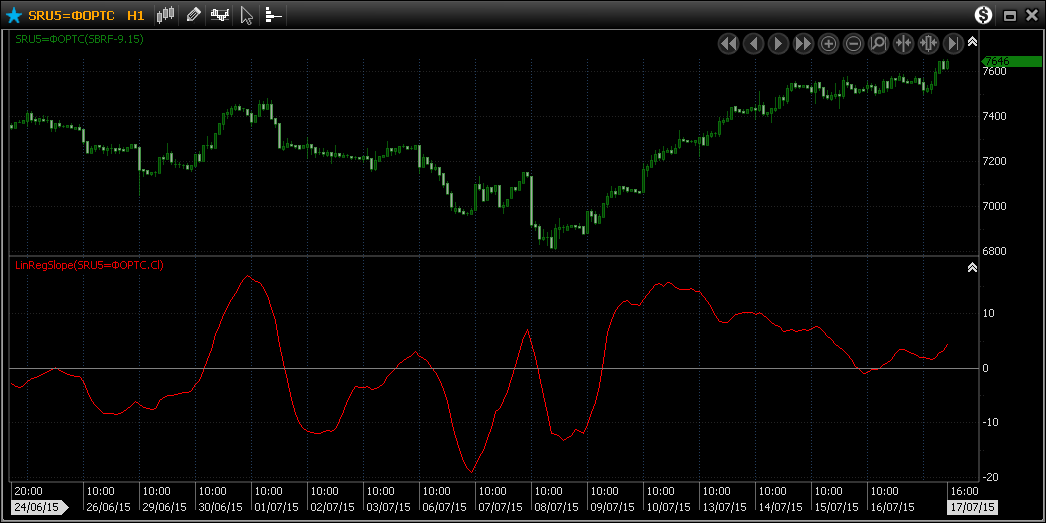 SRU5=ФОРТС H1
SRU5=ФОРТС(SBRF-9.15)
7646
7600
7400
7200
7000
6800
LinRegSlope(SRU5=ФОРТС.Cl)
10
0
-10
-20
20:00 10:00 10:00 10:00 10:00 10:00 10:00 10:00 10:00 10:00 10:00 10:00 10:00 10:00 10:00 10:00 16:00
24/06/15 26/06/15 29/06/15 30/06/15 01/07/15 02/07/15 03/07/15 06/07/15 07/07/15 08/07/15 09/07/15 10/07/15 13/07/15 14/07/15 15/07/15 16/07/15 17/07/15